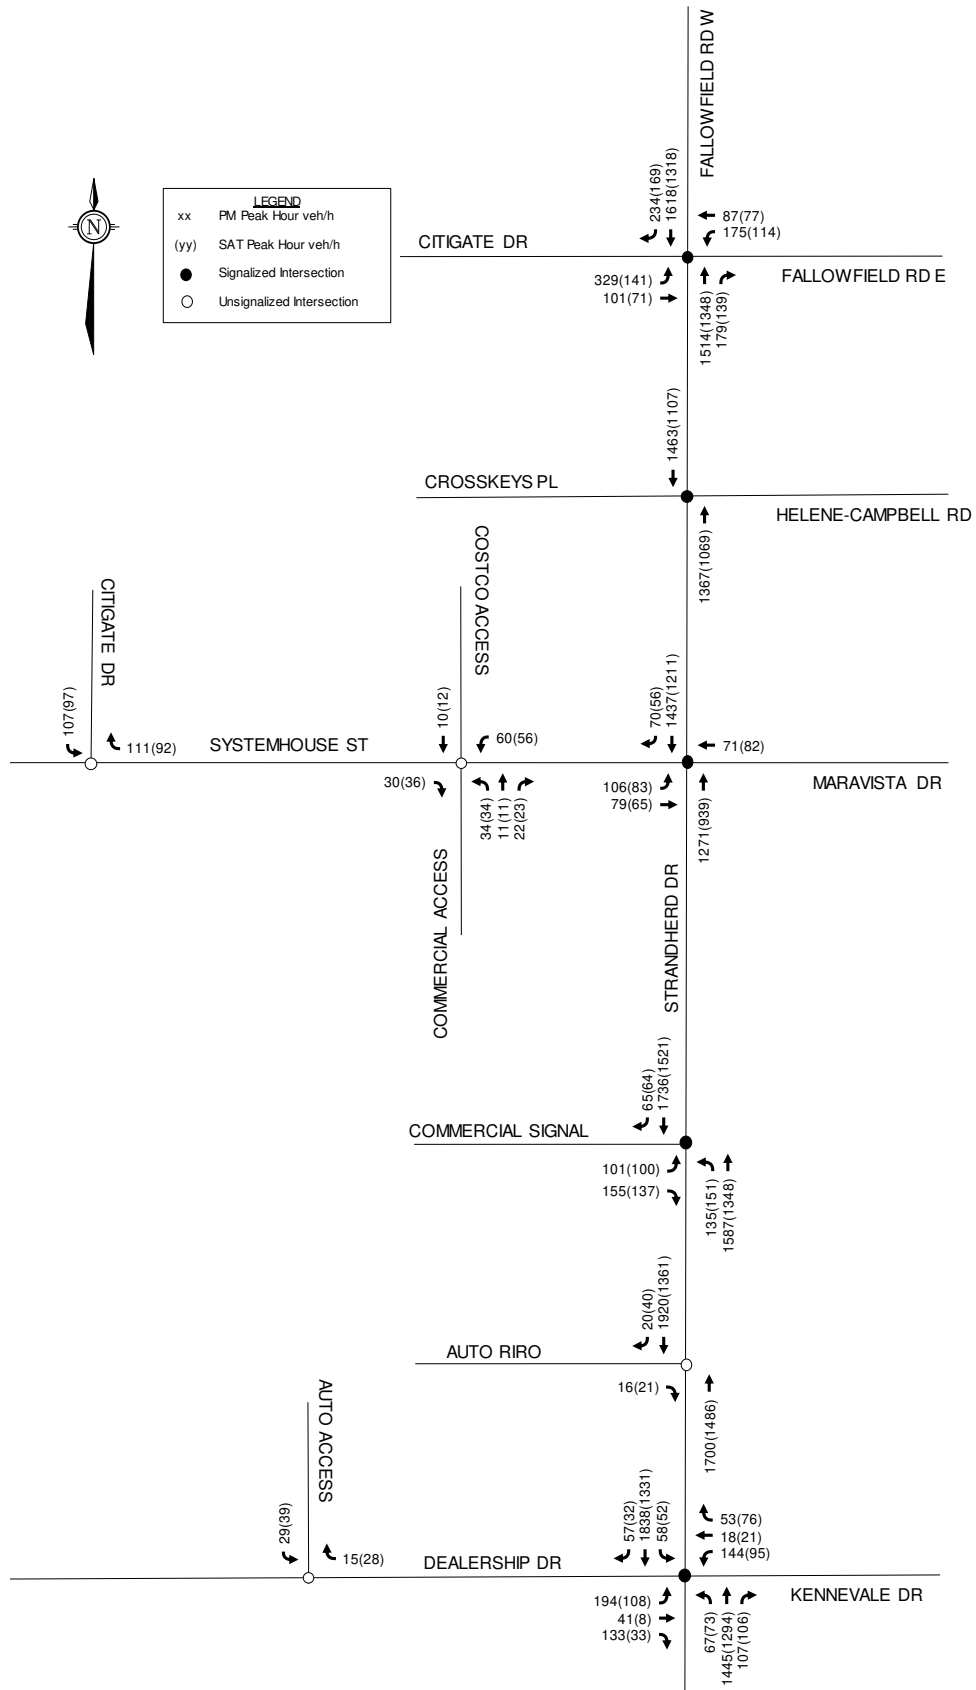 FALLOWFIELD RD W
N
LEGEND
xx PM Peak Hour veh/h
(yy) SAT Peak Hour veh/h
Signalized Intersection
Unsignalized Intersection
234(169)
1618(1318)
87(77)
175(114)
CITIGATE DR
FALLOWFIELD RD E
329(141)
101(71)
1514(1348)
179(139)
1463(1107)
CROSSKEYS PL
HELENE-CAMPBELL RD
1367(1069)
COSTCO ACCESS
CITIGATE DR
107(97)
111(92)
SYSTEMHOUSE ST
10(12)
60(56)
70(56)
1437(1211)
71(82)
MARAVISTA DR
30(36)
34(34)
11(11)
22(23)
106(83)
79(65)
1271(939)
COMMERCIAL ACCESS
STRANDHERD DR
65(64)
1736(1521)
COMMERCIAL SIGNAL
101(100)
155(137)
135(151)
1587(1348)
20(40)
1920(1361)
AUTO RIRO
16(21)
1700(1486)
AUTO ACCESS
29(39)
15(28)
DEALERSHIP DR
57(32)
1838(1331)
58(52)
53(76)
18(21)
144(95)
KENNEVALE DR
194(108)
41(8)
133(33)
67(73)
1445(1294)
107(106)